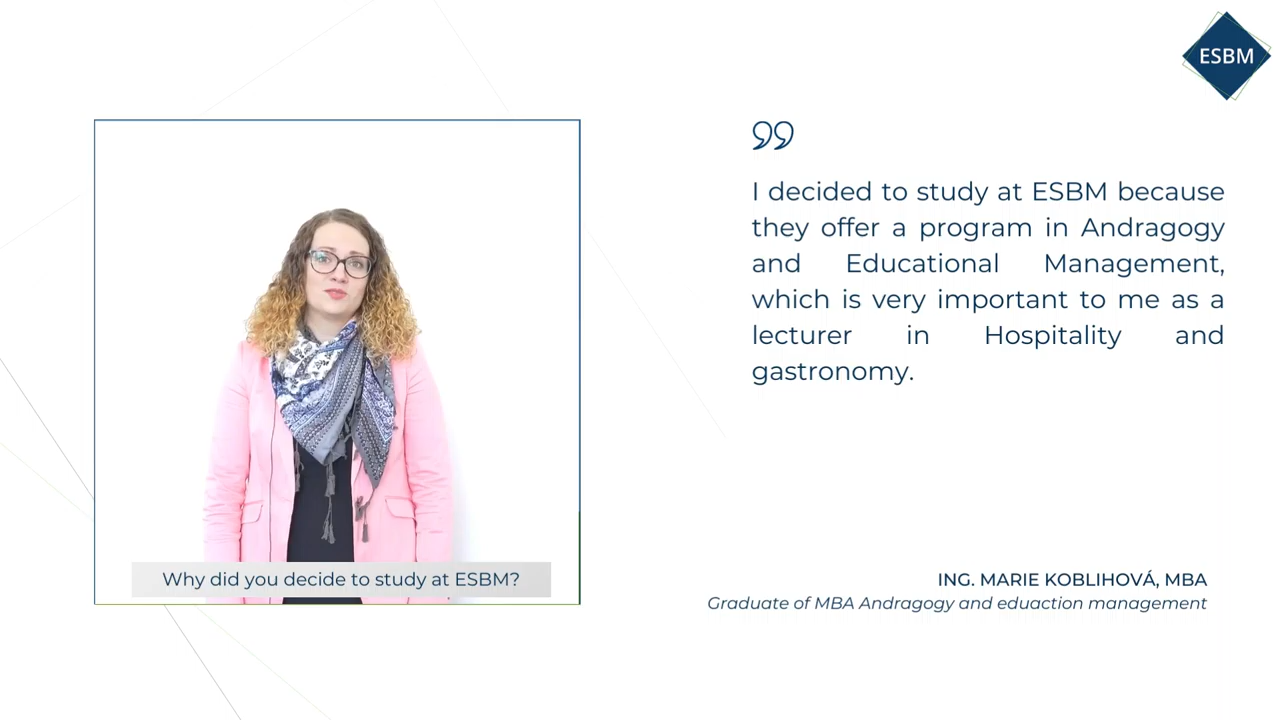 ESBM
I decided to study at ESBM because
they offer a program in Andragogy
and Educational Management,
which is very important to me as a
lecturer in Hospitality and
gastronomy.
Why did you decide to study at ESBM?
ING. MARIE KOBLIHOVÁ, MBA
Graduate of MBA Andragogy and eduaction management